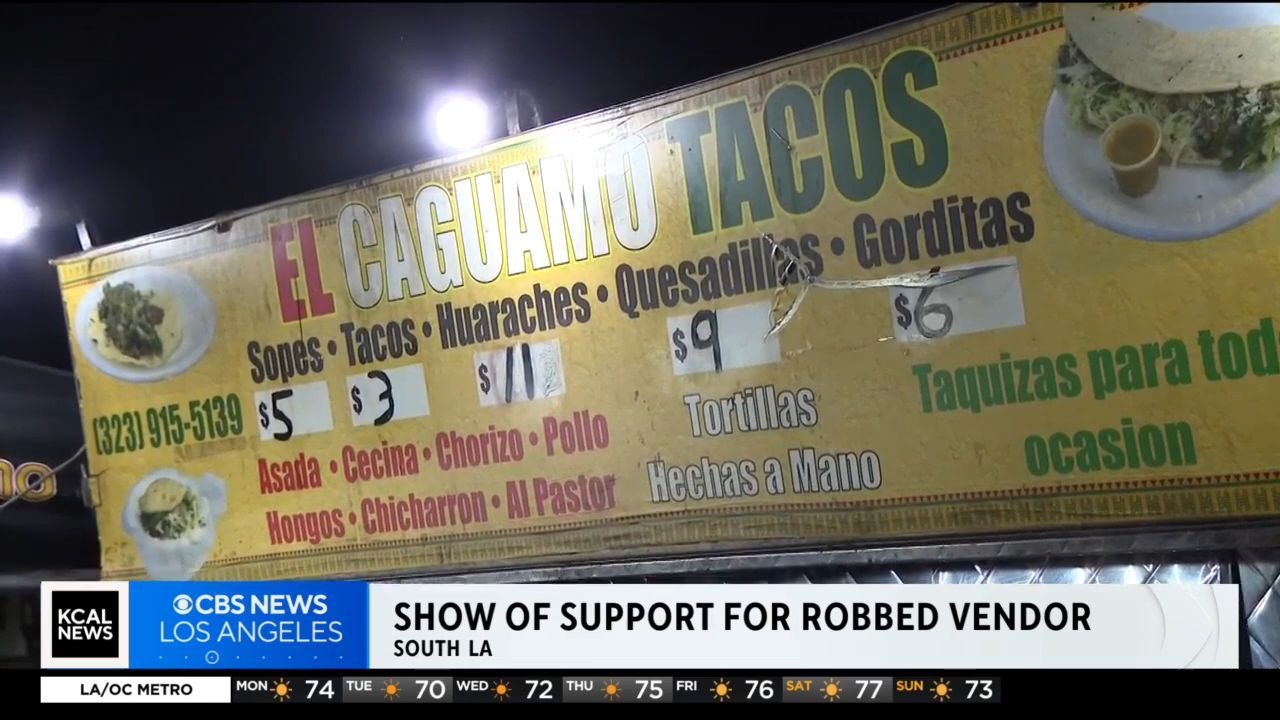 EL CAGUAMO TACOS
Sopes • Tacos • Huaraches • Quesadillas • Gorditas
$5 $3 $11 $9 $6
(323) 915-5139
Asada • Cecina • Chorizo • Pollo
Hongos • Chicharron • Al Pastor
Tortillas
Hechas a Mano
Taquizas para tod
ocasion
no
KCAL
NEWS
CBS NEWS
LOS ANGELES
SHOW OF SUPPORT FOR ROBBED VENDOR
SOUTH LA
LA/OC METRO MON 74 TUE 70 WED 72 THU 75 FRI 76 SAT 77 SUN 73